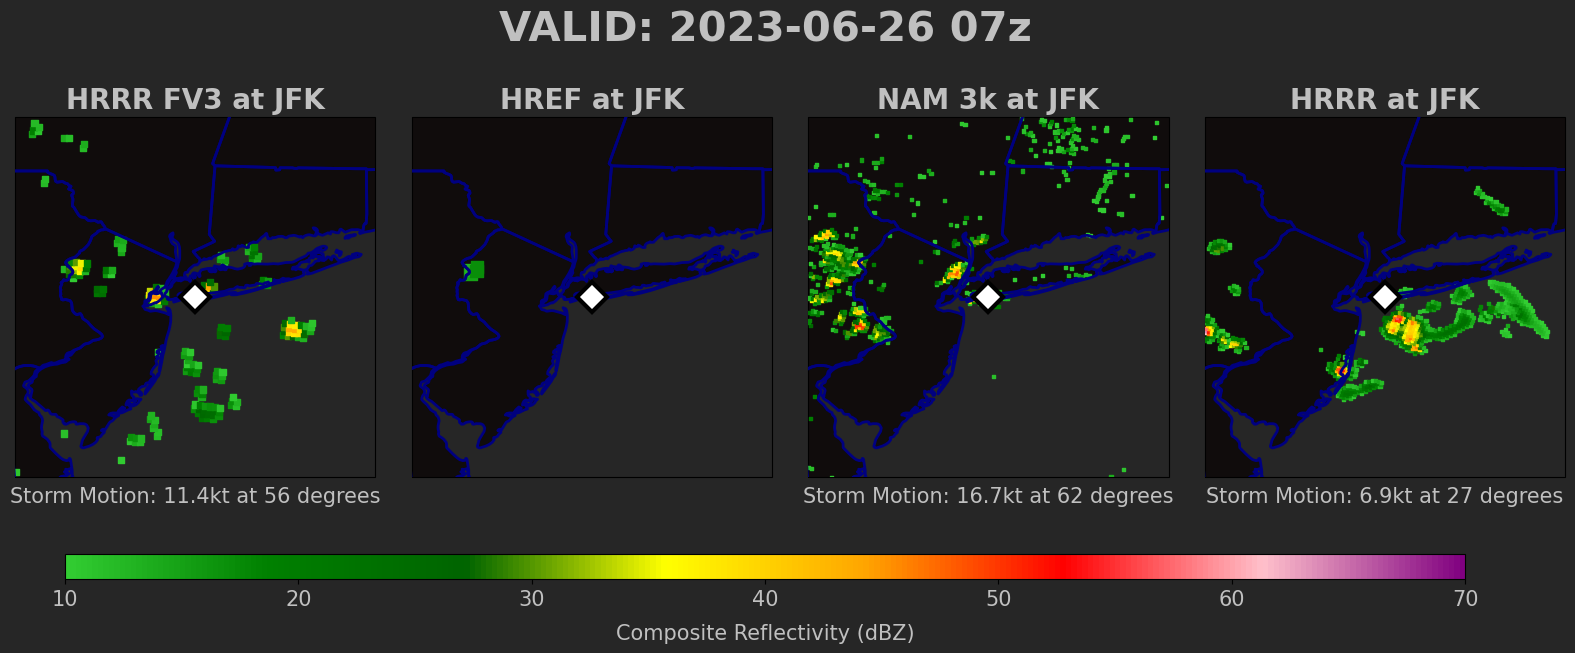 VALID: 2023-06-26 07z
HRRR FV3 at JFK
HREF at JFK
NAM 3k at JFK
HRRR at JFK
Storm Motion: 11.4kt at 56 degrees
Storm Motion: 16.7kt at 62 degrees
Storm Motion: 6.9kt at 27 degrees
10 20 30 40 50 60 70
Composite Reflectivity (dBZ)